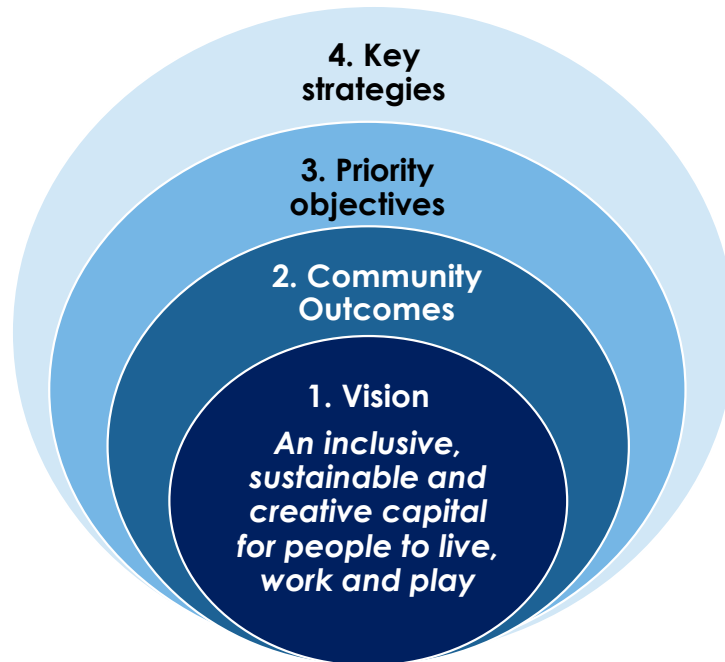 4. Key
strategies
3. Priority
objectives
2. Community
Outcomes
1. Vision
An inclusive,
sustainable and
creative capital
for people to live,
work and play